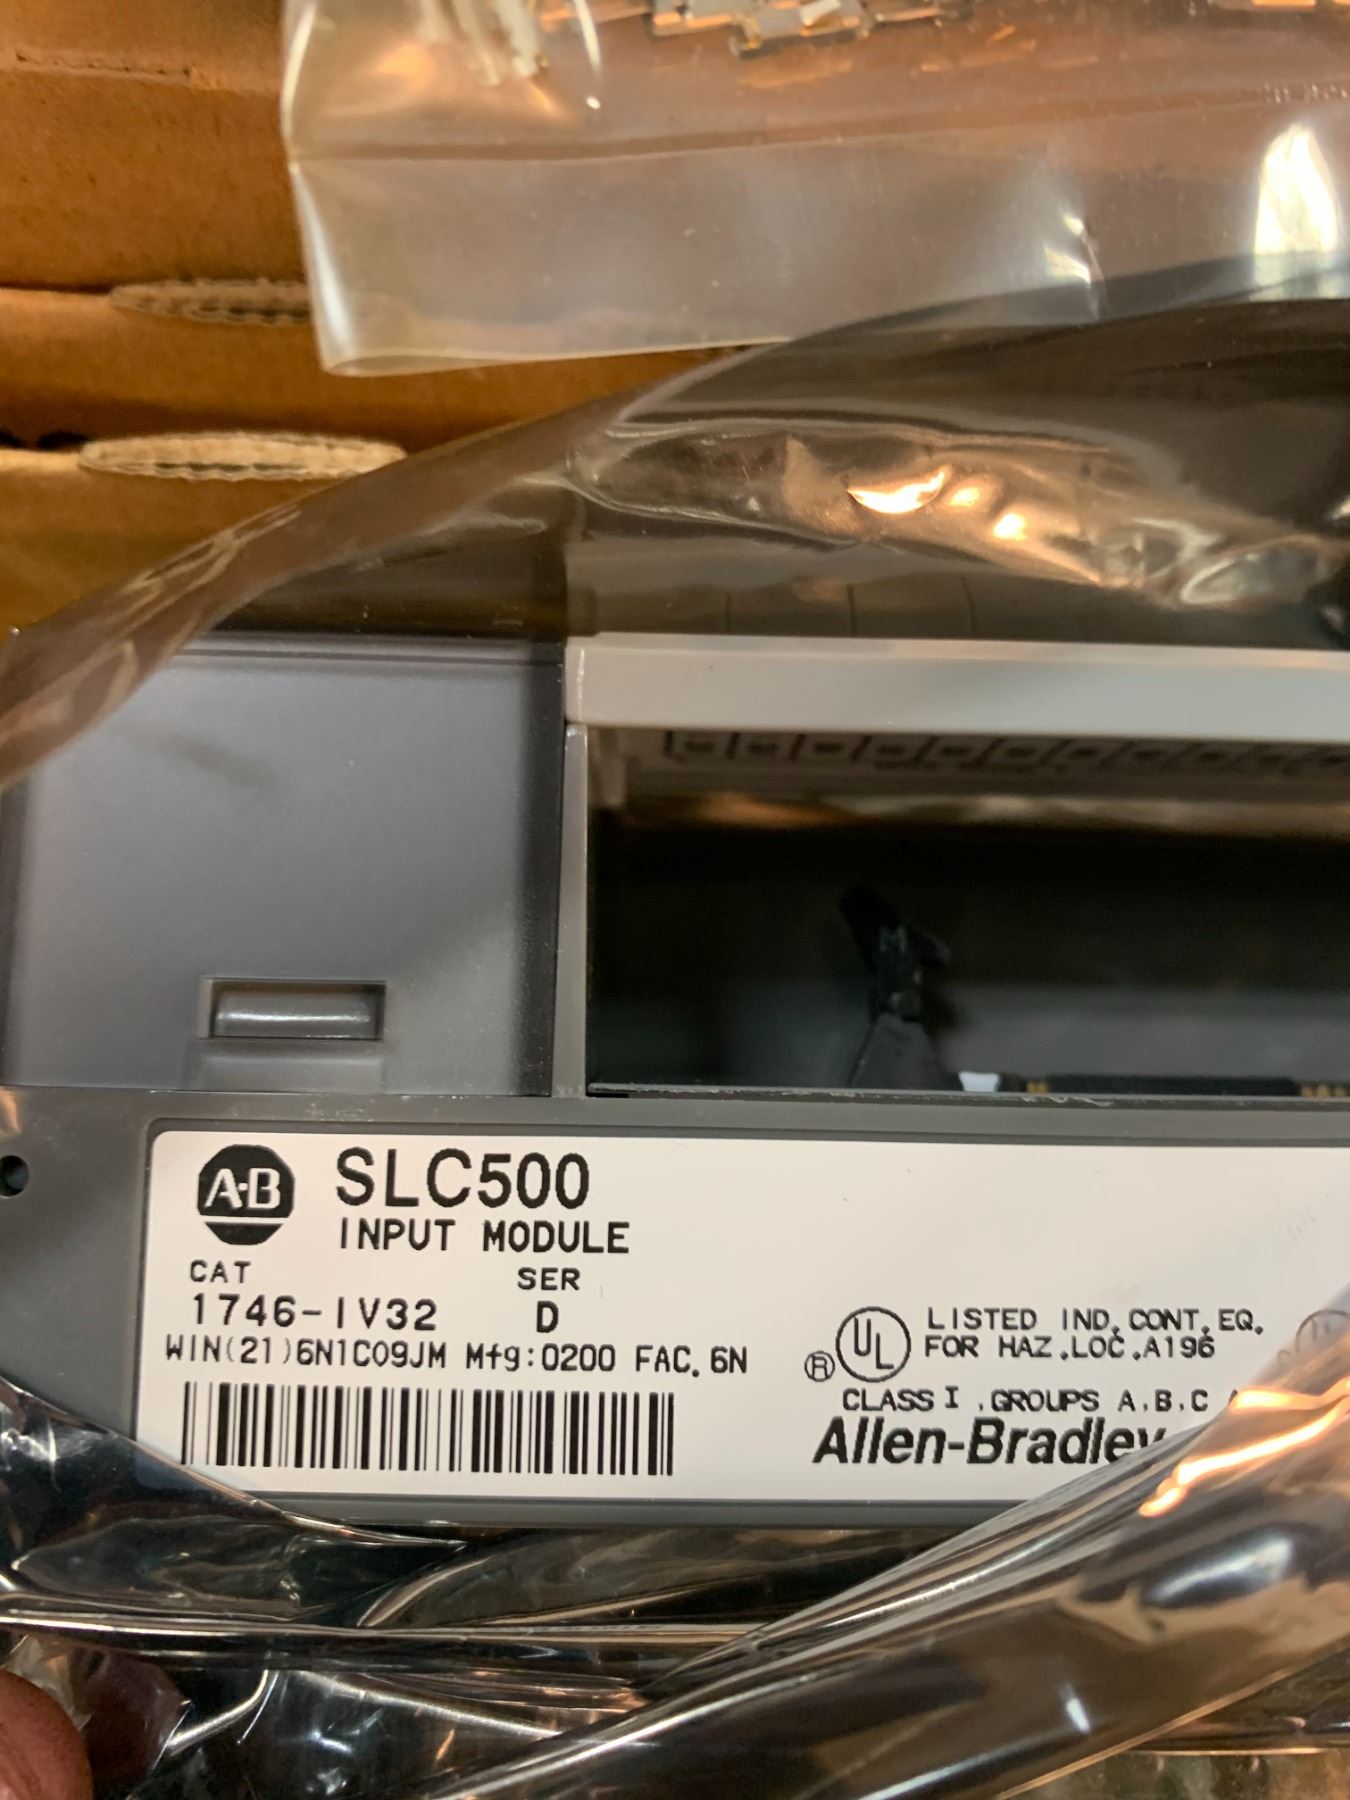 A-B
SLC500
INPUT MODULE
CAT SER
1746-IV32 D
WIN(21)6N1C09JM Mfg:0200 FAC. 6N
UL LISTED IND. CONT. EQ.
® FOR HAZ.LOC.A196
CLASS I ,GROUPS A,B,C
Allen-Bradley